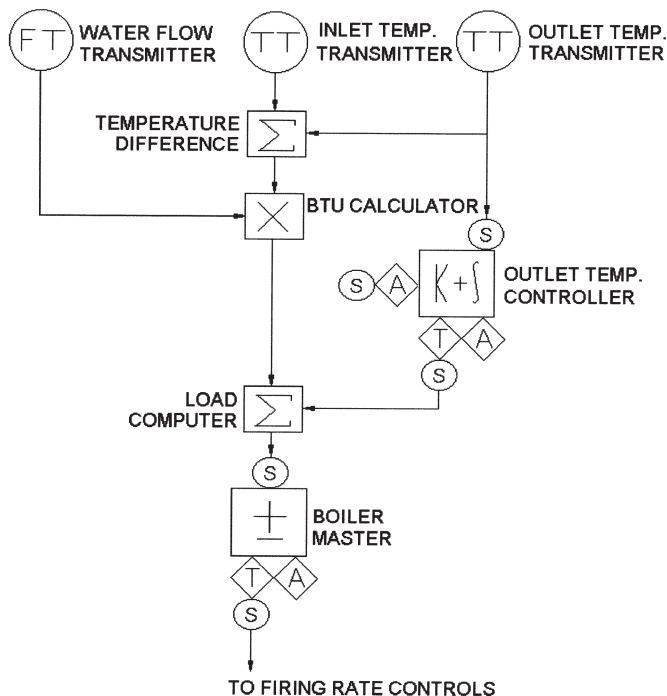 FT
WATER FLOW
TRANSMITTER
TT
INLET TEMP.
TRANSMITTER
TT
OUTLET TEMP.
TRANSMITTER
TEMPERATURE
DIFFERENCE
Σ
×
BTU CALCULATOR
S
S
A
K+∫
OUTLET TEMP.
CONTROLLER
T
A
S
LOAD
COMPUTER
Σ
S
±
BOILER
MASTER
T
A
S
TO FIRING RATE CONTROLS